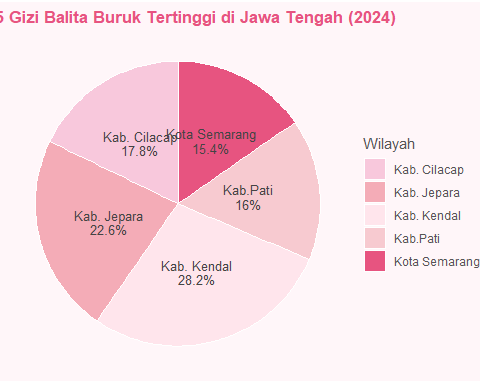 5 Gizi Balita Buruk Tertinggi di Jawa Tengah (2024)
Kab. Cilacap
17.8%
Kota Semarang
15.4%
Kab.Pati
16%
Kab. Jepara
22.6%
Kab. Kendal
28.2%
Wilayah
Kab. Cilacap
Kab. Jepara
Kab. Kendal
Kab.Pati
Kota Semarang